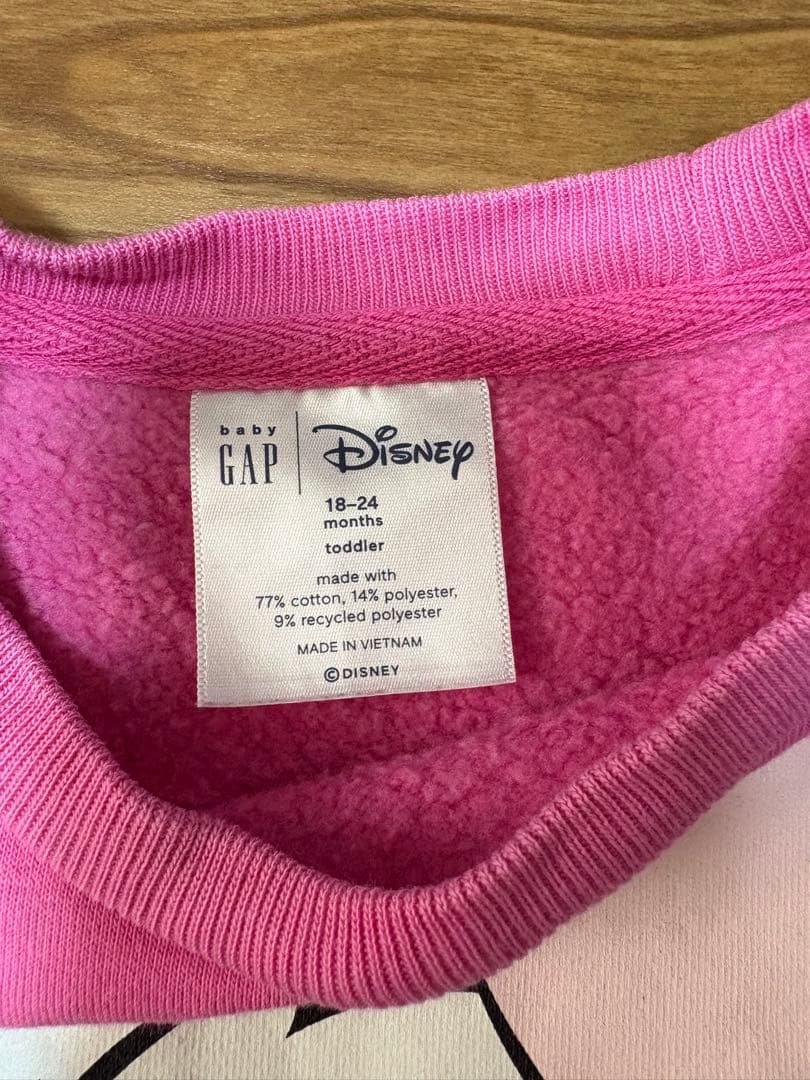 baby
GAP
Disney
18–24
months
toddler
made with
77% cotton, 14% polyester,
9% recycled polyester
MADE IN VIETNAM
©DISNEY